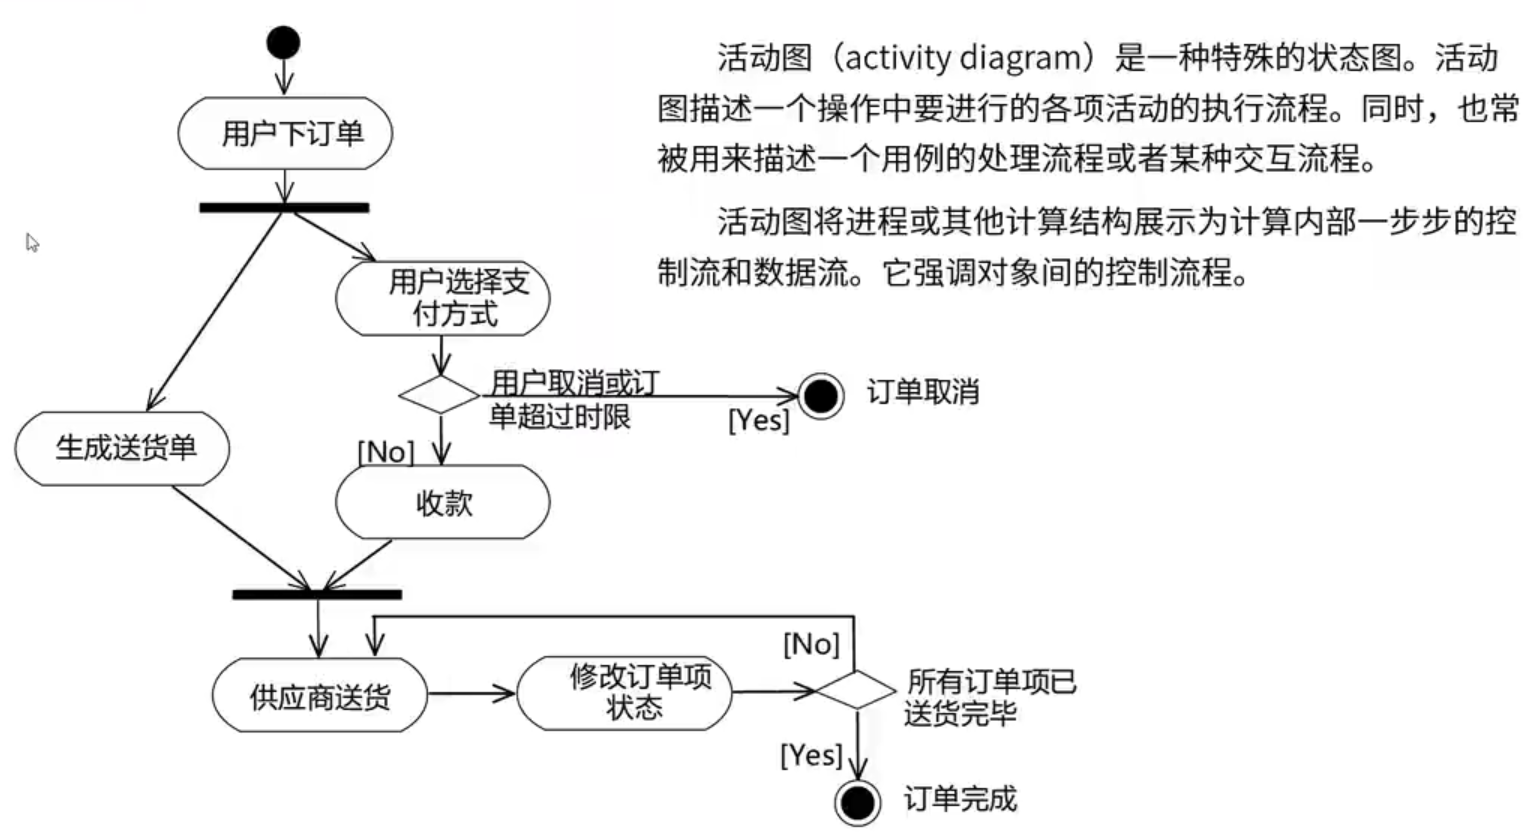 活动图（activity diagram）是一种特殊的状态图。活动
图描述一个操作中要进行的各项活动的执行流程。同时，也常
被用来描述一个用例的处理流程或者某种交互流程。
活动图将进程或其他计算结构展示为计算内部一步步的控
制流和数据流。它强调对象间的控制流程。
用户下订单
用户选择支
付方式
用户取消或订
单超过时限
[Yes]
订单取消
[No]
生成送货单
收款
[No]
供应商送货
修改订单项
状态
所有订单项已
送货完毕
[Yes]
订单完成